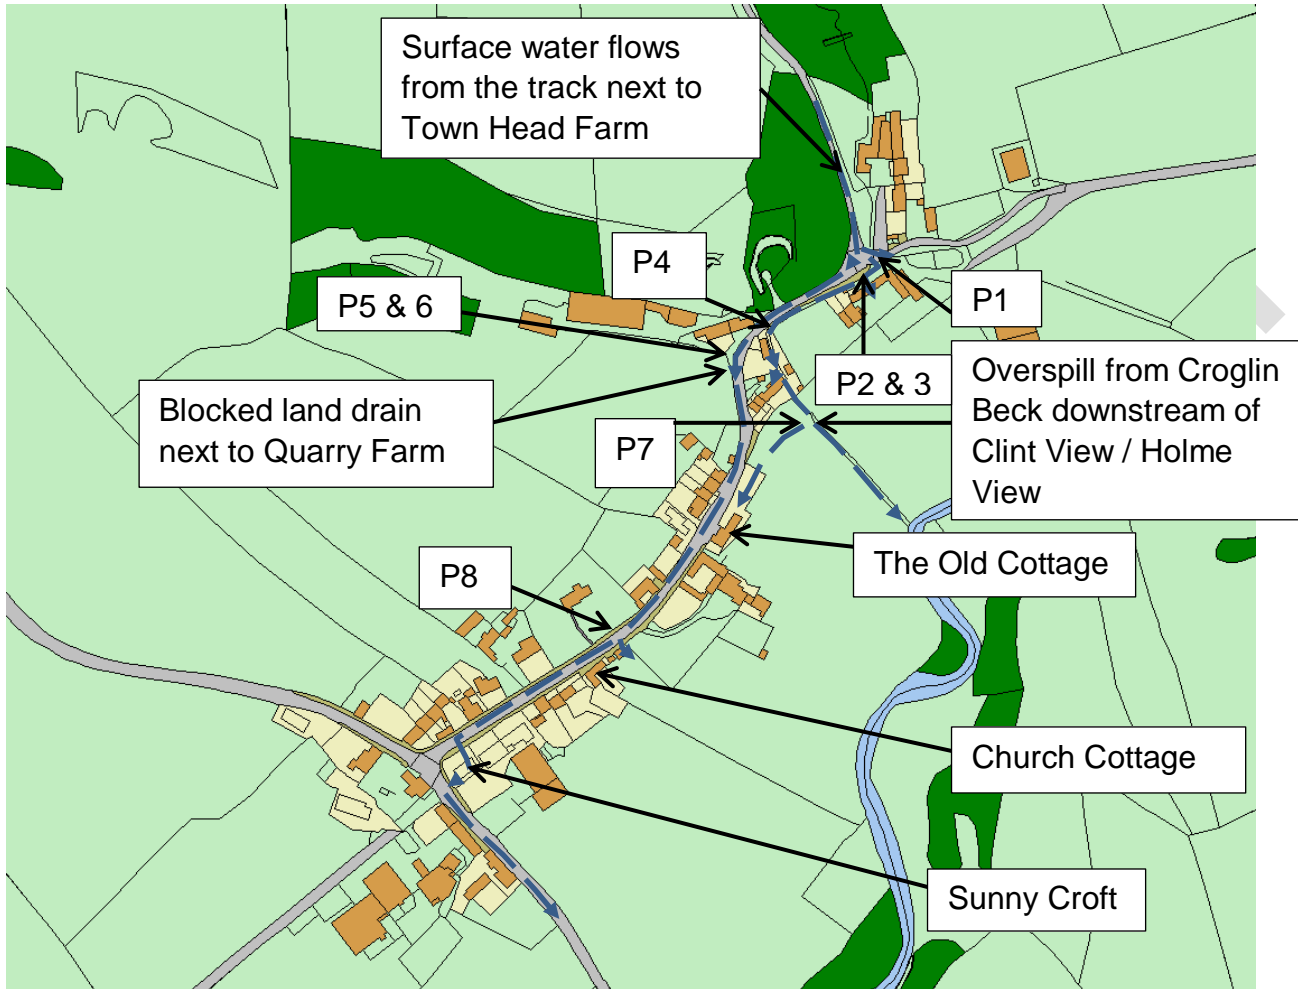 Surface water flows
from the track next to
Town Head Farm
P4
P1
P5 & 6
P2 & 3
Overspill from Croglin
Beck downstream of
Clint View / Holme
View
Blocked land drain
next to Quarry Farm
P7
The Old Cottage
P8
Church Cottage
Sunny Croft